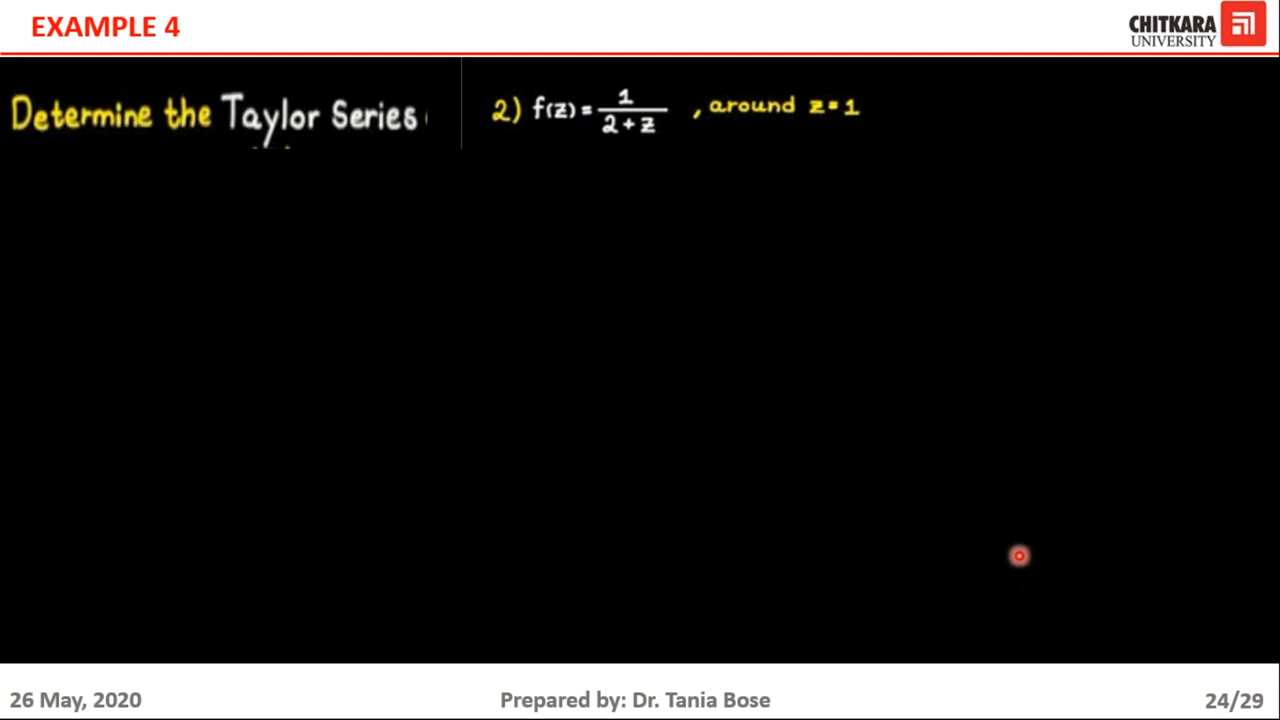 EXAMPLE 4
CHITKARA
UNIVERSITY
Determine the Taylor Series
2) f(z) = 1/(2 + z) , around z = 1
26 May, 2020
Prepared by: Dr. Tania Bose
24/29